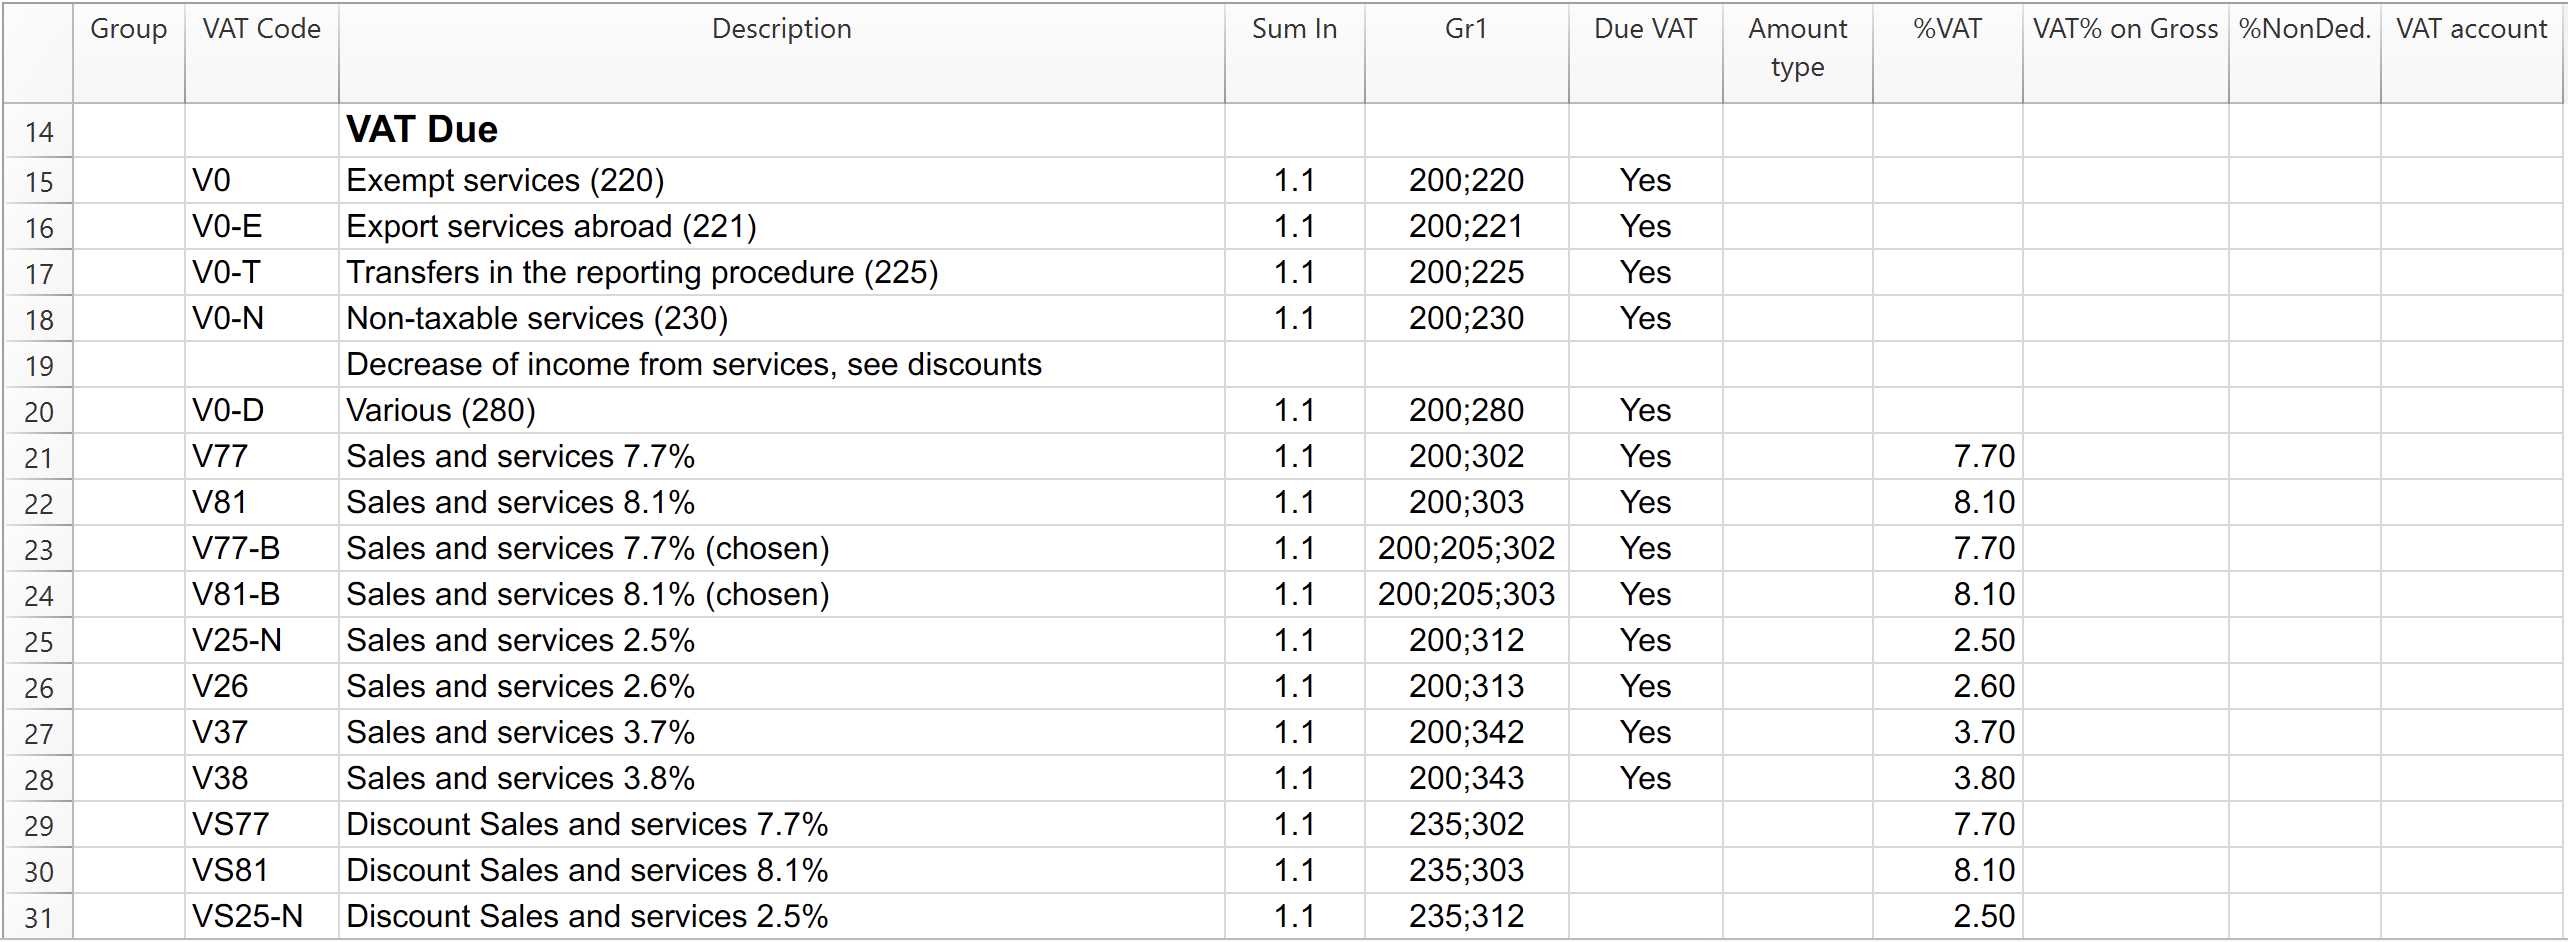 Group VAT Code Description Sum In Gr1 Due VAT Amount type %VAT VAT% on Gross %NonDed. VAT account
14 VAT Due
15 V0 Exempt services (220) 1.1 200;220 Yes
16 V0-E Export services abroad (221) 1.1 200;221 Yes
17 V0-T Transfers in the reporting procedure (225) 1.1 200;225 Yes
18 V0-N Non-taxable services (230) 1.1 200;230 Yes
19 Decrease of income from services, see discounts
20 V0-D Various (280) 1.1 200;280 Yes
21 V77 Sales and services 7.7% 1.1 200;302 Yes 7.70
22 V81 Sales and services 8.1% 1.1 200;303 Yes 8.10
23 V77-B Sales and services 7.7% (chosen) 1.1 200;205;302 Yes 7.70
24 V81-B Sales and services 8.1% (chosen) 1.1 200;205;303 Yes 8.10
25 V25-N Sales and services 2.5% 1.1 200;312 Yes 2.50
26 V26 Sales and services 2.6% 1.1 200;313 Yes 2.60
27 V37 Sales and services 3.7% 1.1 200;342 Yes 3.70
28 V38 Sales and services 3.8% 1.1 200;343 Yes 3.80
29 VS77 Discount Sales and services 7.7% 1.1 235;302 7.70
30 VS81 Discount Sales and services 8.1% 1.1 235;303 8.10
31 VS25-N Discount Sales and services 2.5% 1.1 235;312 2.50